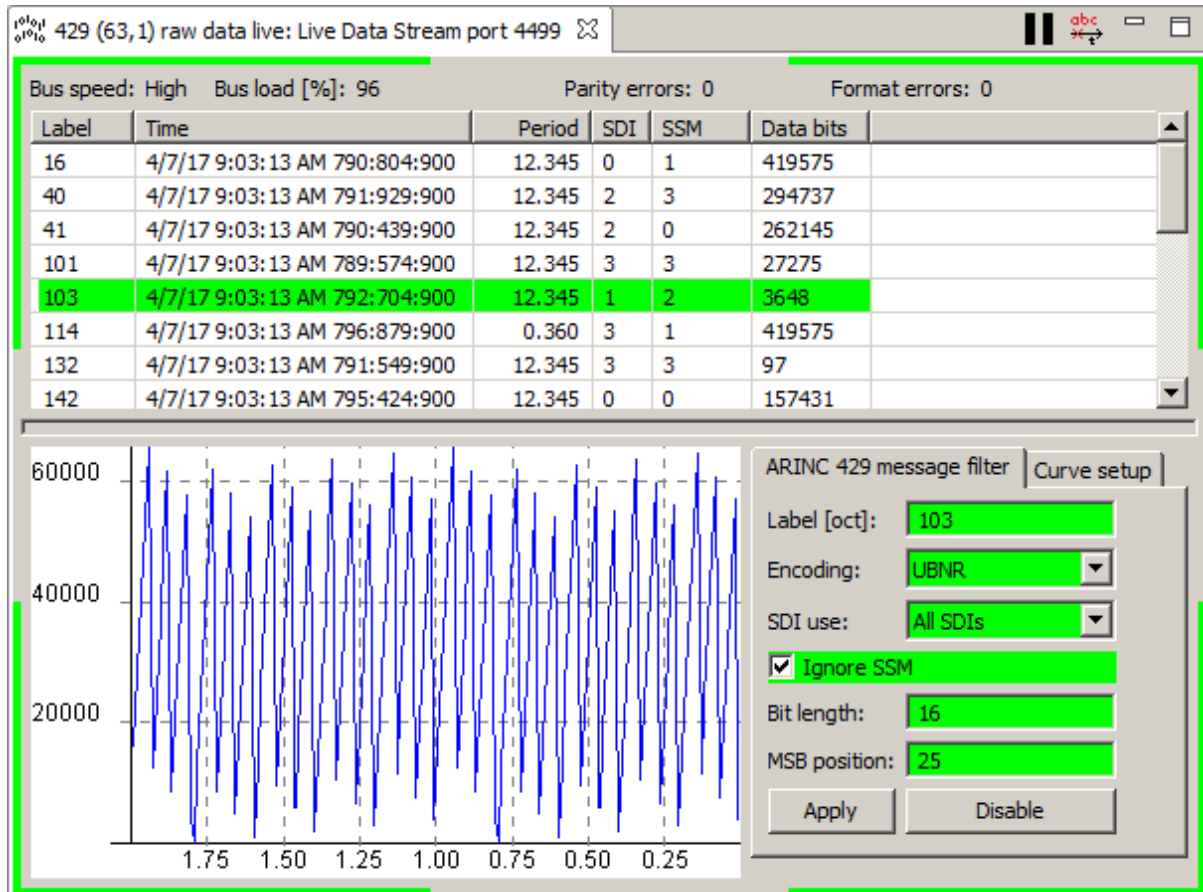 429 (63,1) raw data live: Live Data Stream port 4499
abc
Bus speed: High Bus load [%]: 96 Parity errors: 0 Format errors: 0
Label Time Period SDI SSM Data bits
16 4/7/17 9:03:13 AM 790:804:900 12.345 0 1 419575
40 4/7/17 9:03:13 AM 791:929:900 12.345 2 3 294737
41 4/7/17 9:03:13 AM 790:439:900 12.345 2 0 262145
101 4/7/17 9:03:13 AM 789:574:900 12.345 3 3 27275
103 4/7/17 9:03:13 AM 792:704:900 12.345 1 2 3648
114 4/7/17 9:03:13 AM 796:879:900 0.360 3 1 419575
132 4/7/17 9:03:13 AM 791:549:900 12.345 3 3 97
142 4/7/17 9:03:13 AM 795:424:900 12.345 0 0 157431
60000
40000
20000
1.75 1.50 1.25 1.00 0.75 0.50 0.25
ARINC 429 message filter Curve setup
Label [oct]: 103
Encoding: UBNR
SDI use: All SDIs
Ignore SSM
Bit length: 16
MSB position: 25
Apply Disable